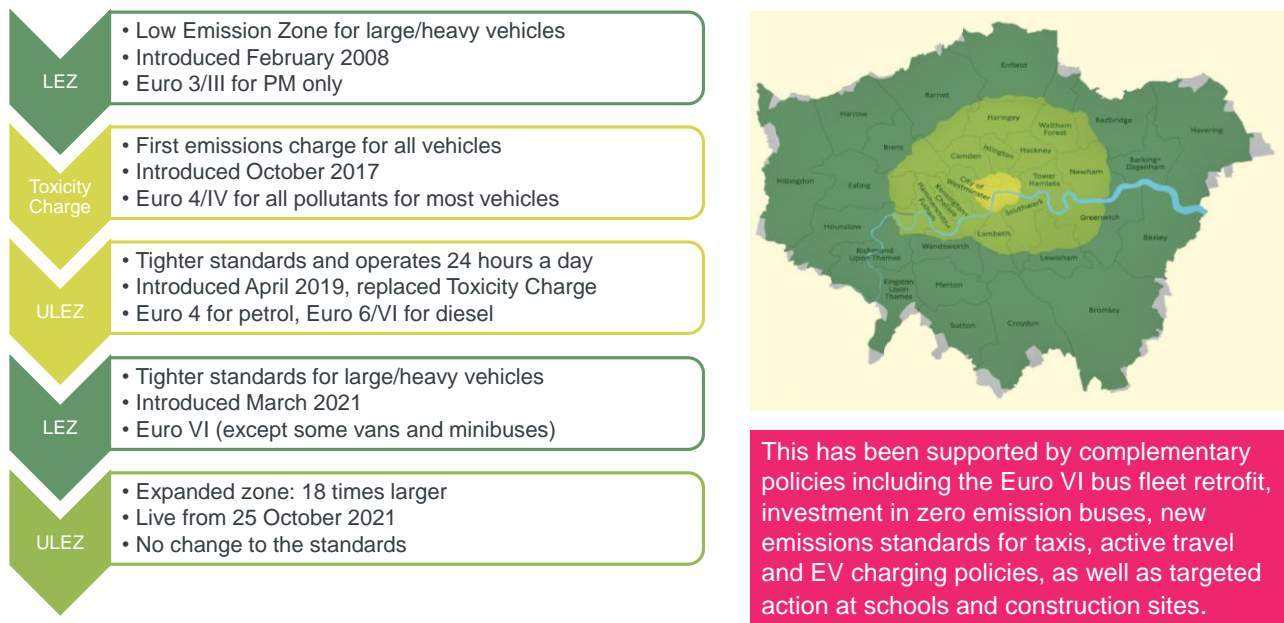 LEZ
• Low Emission Zone for large/heavy vehicles
• Introduced February 2008
• Euro 3/III for PM only
Toxicity
Charge
• First emissions charge for all vehicles
• Introduced October 2017
• Euro 4/IV for all pollutants for most vehicles
ULEZ
• Tighter standards and operates 24 hours a day
• Introduced April 2019, replaced Toxicity Charge
• Euro 4 for petrol, Euro 6/VI for diesel
LEZ
• Tighter standards for large/heavy vehicles
• Introduced March 2021
• Euro VI (except some vans and minibuses)
ULEZ
• Expanded zone: 18 times larger
• Live from 25 October 2021
• No change to the standards
Enfield
Barnet
Haringey
Waltham
Forest
Redbridge
Havering
Harrow
Brent
Camden
Islington
Hackney
Barking+
Dagenham
Hillingdon
Ealing
City of
Westminster
Tower
Hamlets
Newham
Kensington+
Chelsea
Hammersmith+
Fulham
Southwark
Greenwich
Hounslow
Lambeth
Bexley
Richmond
Upon Thames
Wandsworth
Lewisham
Kingston
Upon
Thames
Merton
Bromley
Sutton
Croydon
This has been supported by complementary
policies including the Euro VI bus fleet retrofit,
investment in zero emission buses, new
emissions standards for taxis, active travel
and EV charging policies, as well as targeted
action at schools and construction sites.